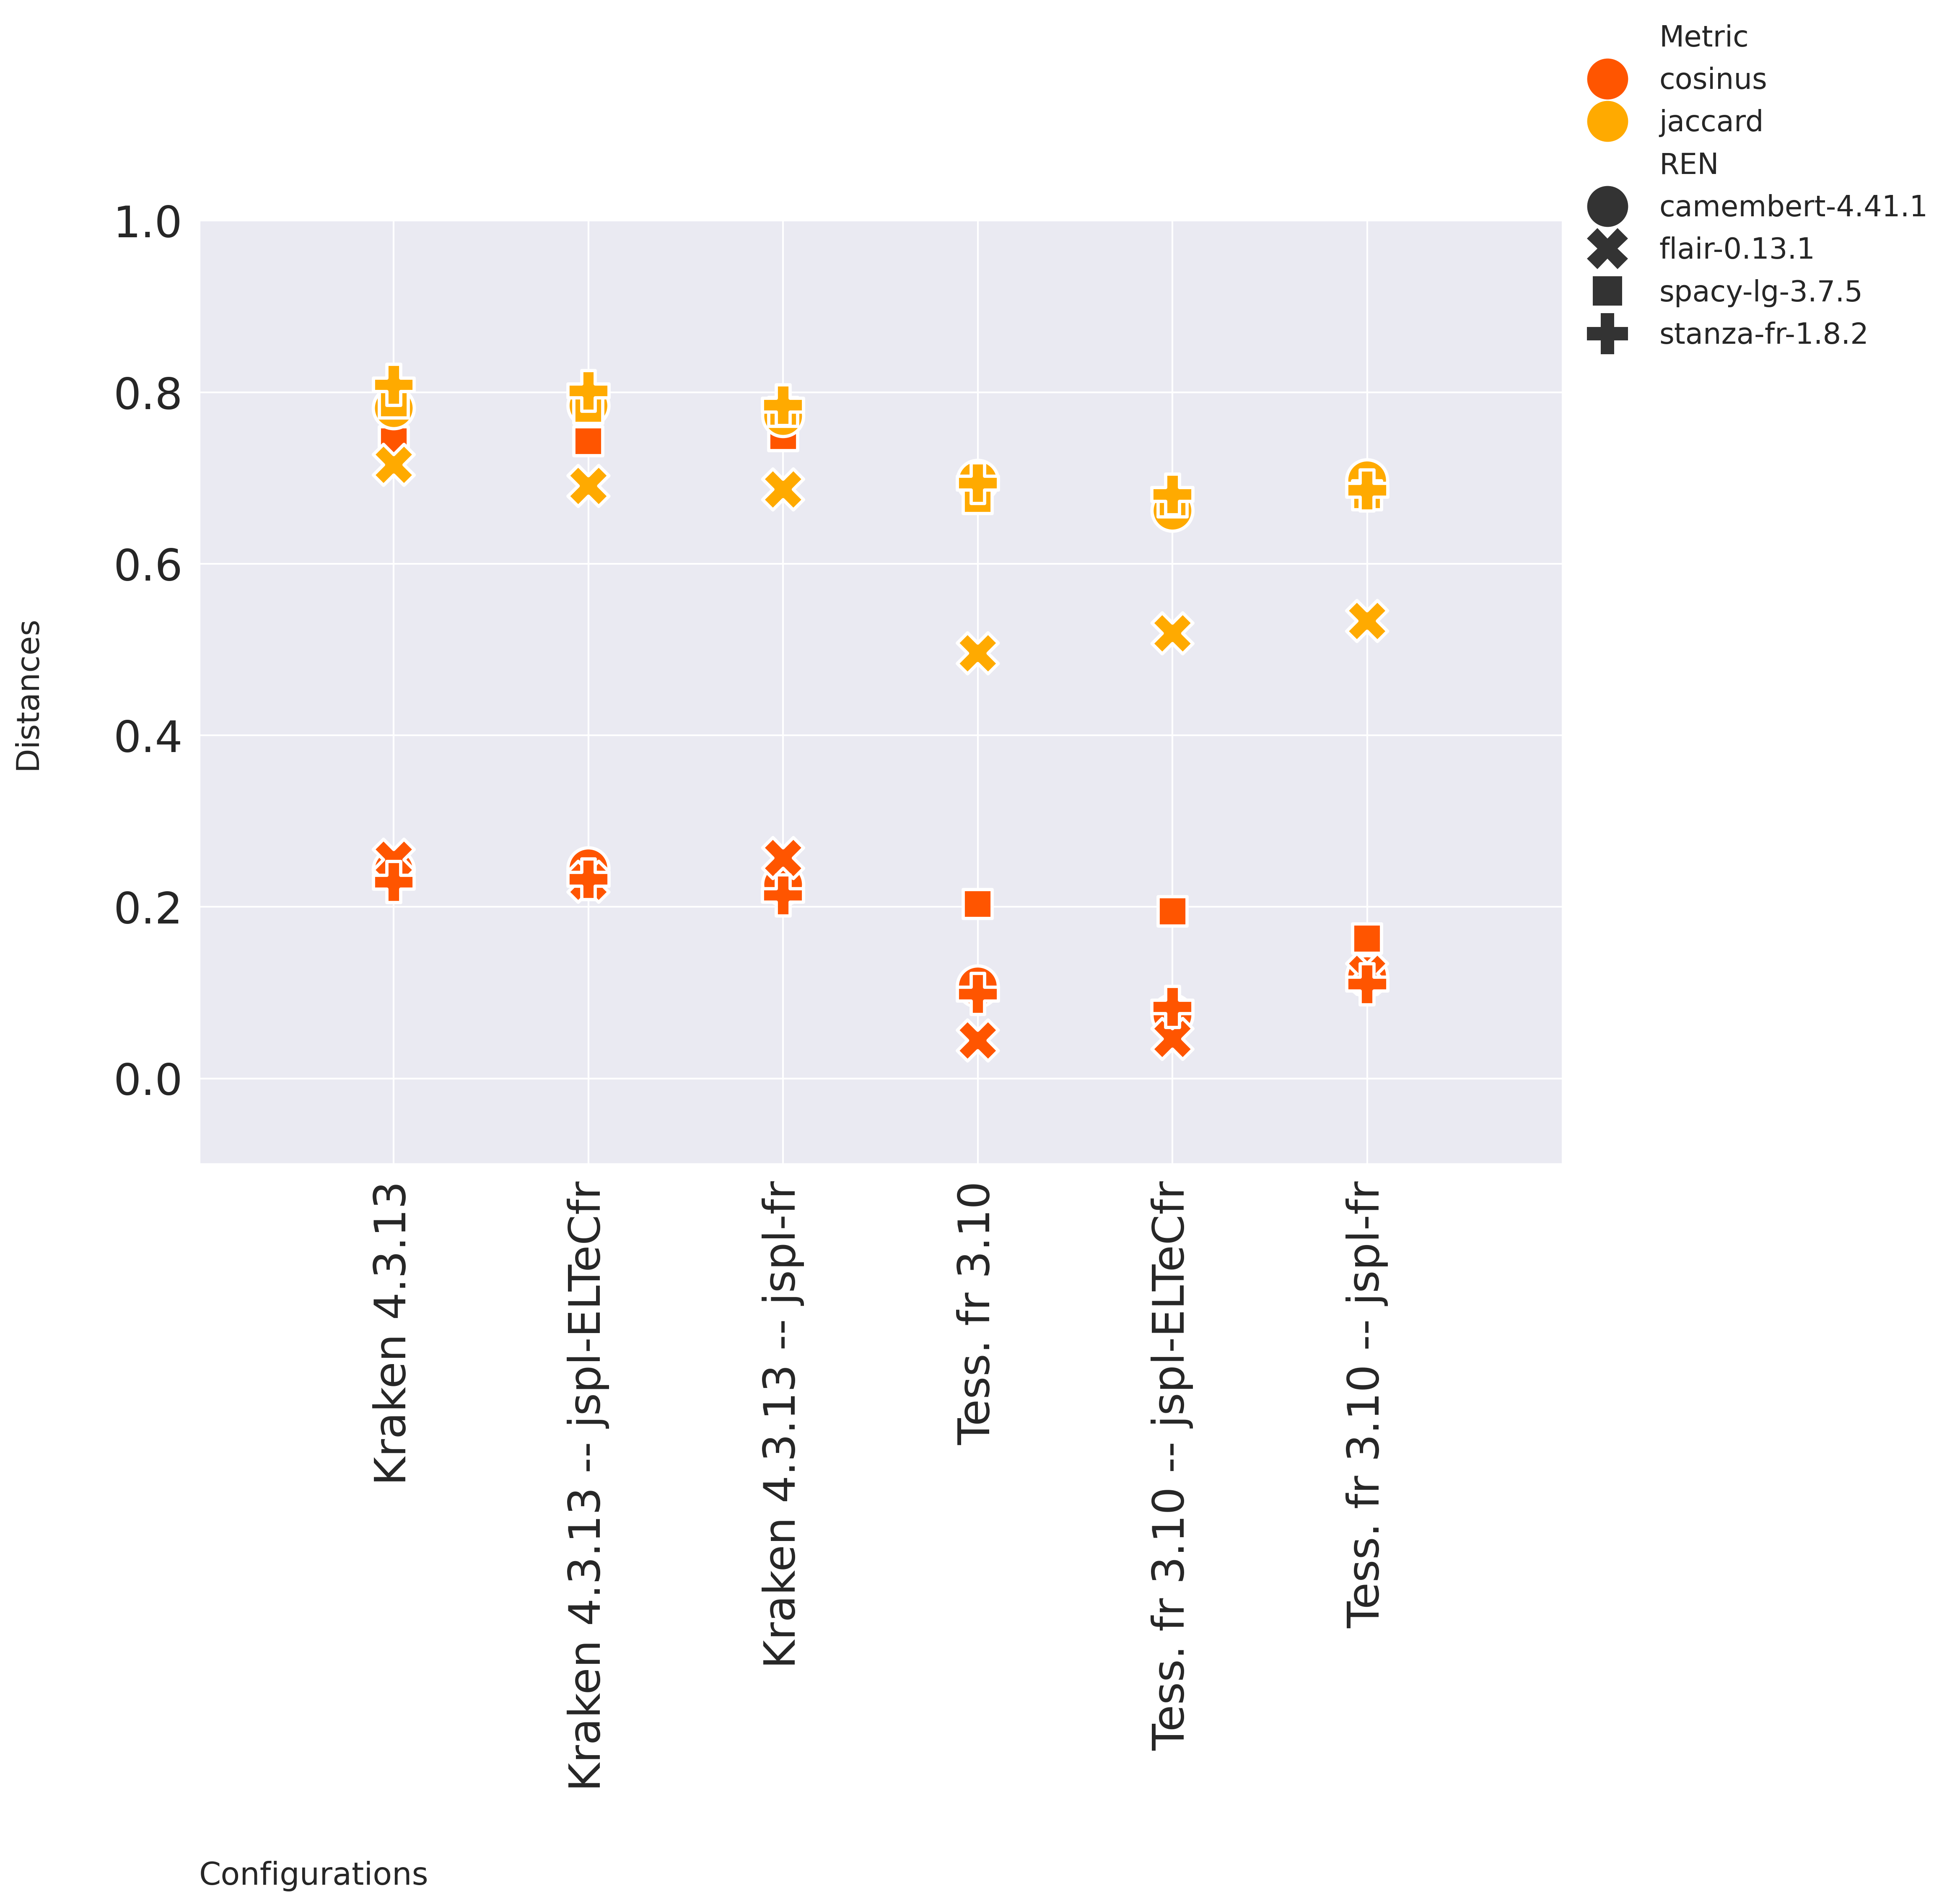 Metric
cosinus
jaccard
REN
camembert-4.41.1
flair-0.13.1
spacy-lg-3.7.5
stanza-fr-1.8.2
1.0
0.8
0.6
0.4
0.2
0.0
Distances
Kraken 4.3.13
Kraken 4.3.13 -- jspl-ELTeCfr
Kraken 4.3.13 -- jspl-fr
Tess. fr 3.10
Tess. fr 3.10 -- jspl-ELTeCfr
Tess. fr 3.10 -- jspl-fr
Configurations